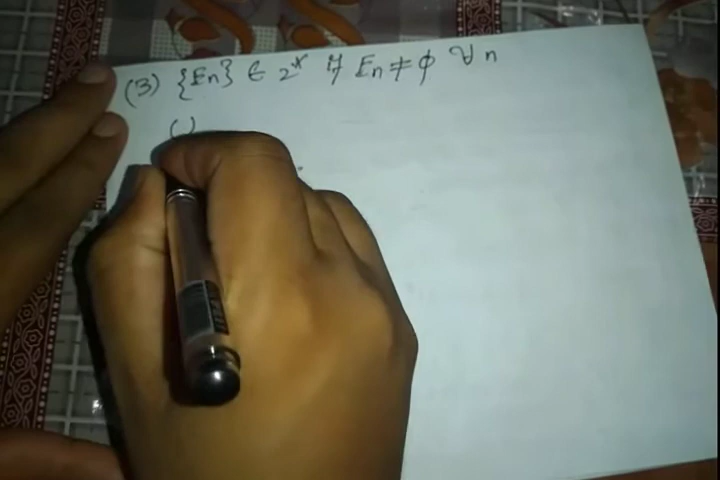 (3) {En} ∈ 2^x ∄ En ≠ ϕ ∀ n
∪